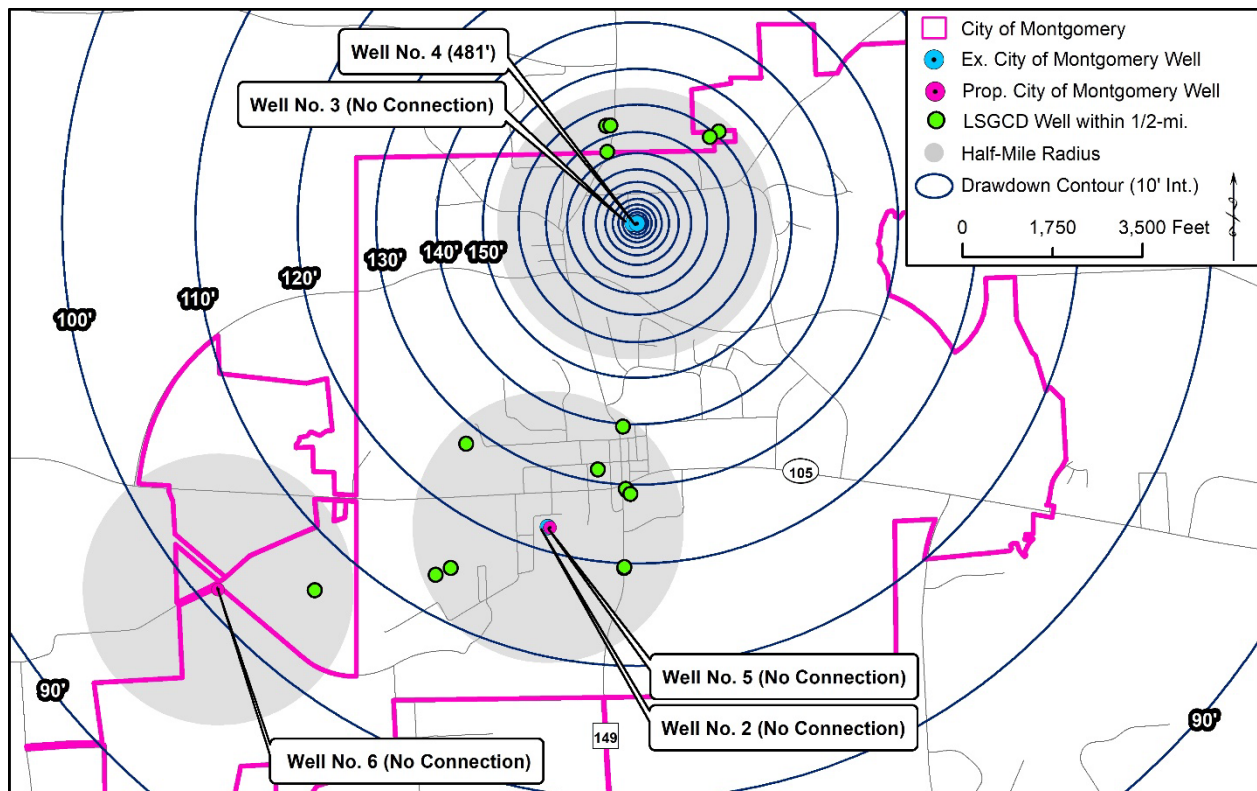 Well No. 4 (481')
Well No. 3 (No Connection)
City of Montgomery
Ex. City of Montgomery Well
Prop. City of Montgomery Well
LSGCD Well within 1/2-mi.
Half-Mile Radius
Drawdown Contour (10' Int.)
0 1,750 3,500 Feet
150'
140'
130'
120'
110'
100'
105
Well No. 5 (No Connection)
90'
Well No. 2 (No Connection)
90'
149
Well No. 6 (No Connection)